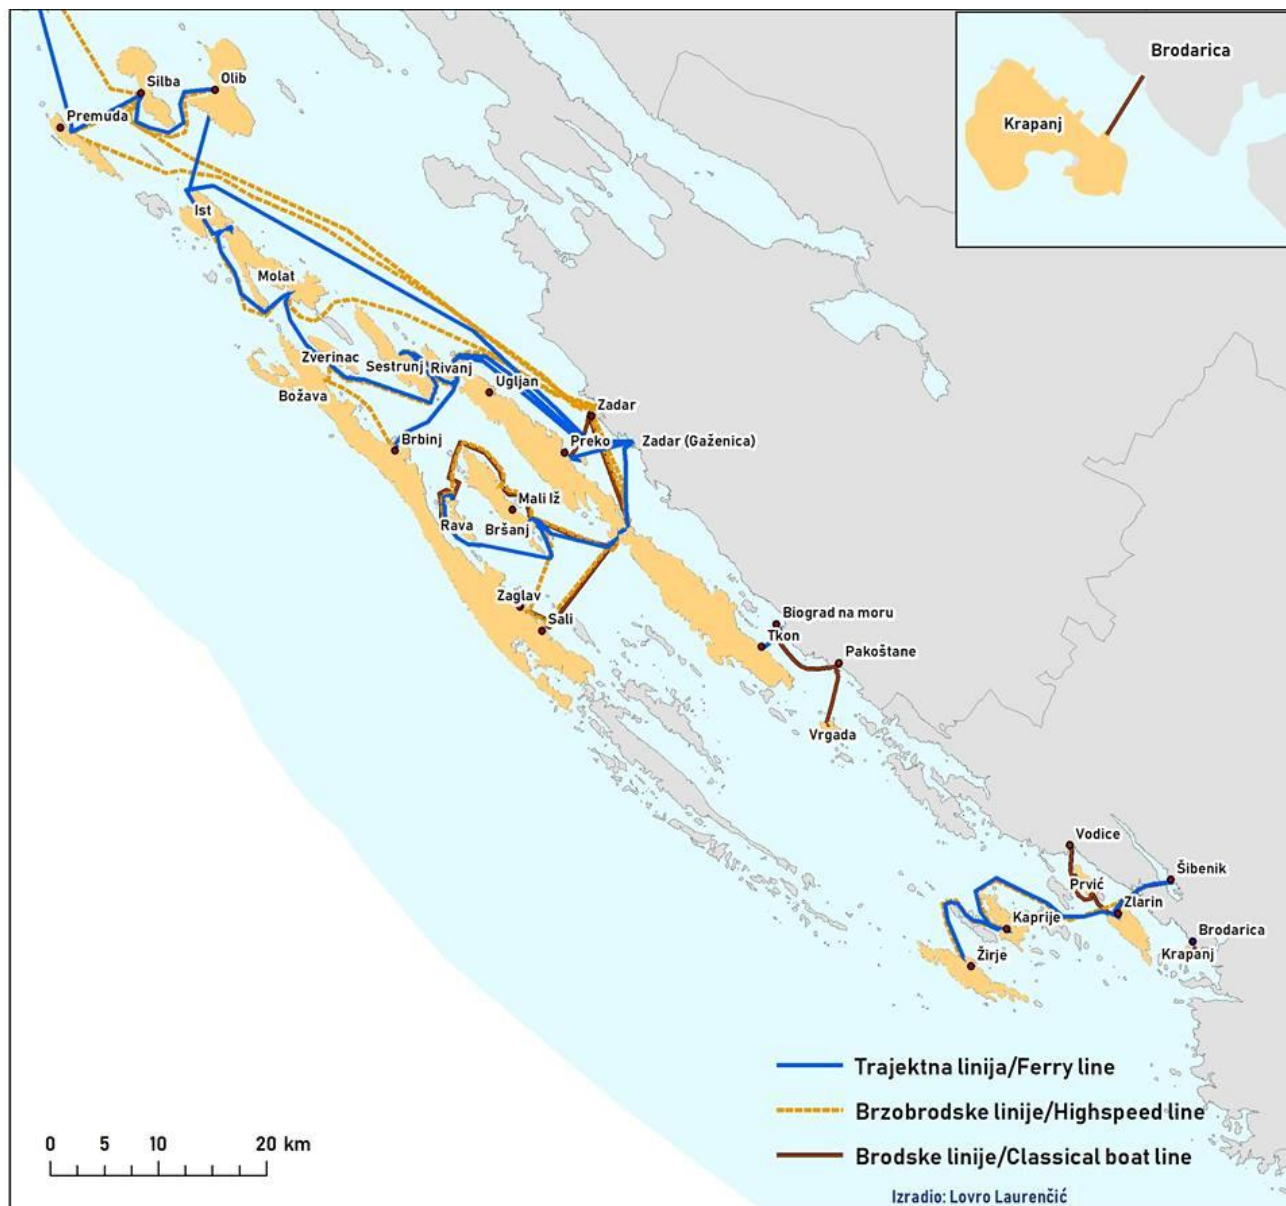 Brodarica
Krapanj
Silba
Olib
Premuda
Ist
Molat
Zverinac
Sestrunj
Rivanj
Ugljan
Božava
Zadar
Brbinj
Preko
Zadar (Gaženica)
Mali Iž
Rava
Bršanj
Zaglav
Sali
Biograd na moru
Tkon
Pakoštane
Vrgada
Vodice
Šibenik
Prvić
Zlarin
Kaprije
Brodarica
Krapanj
Žirje
Trajektna linija/Ferry line
Brzobrodske linije/Highspeed line
Brodske linije/Classical boat line
0 5 10 20 km
Izradio: Lovro Laurenčić